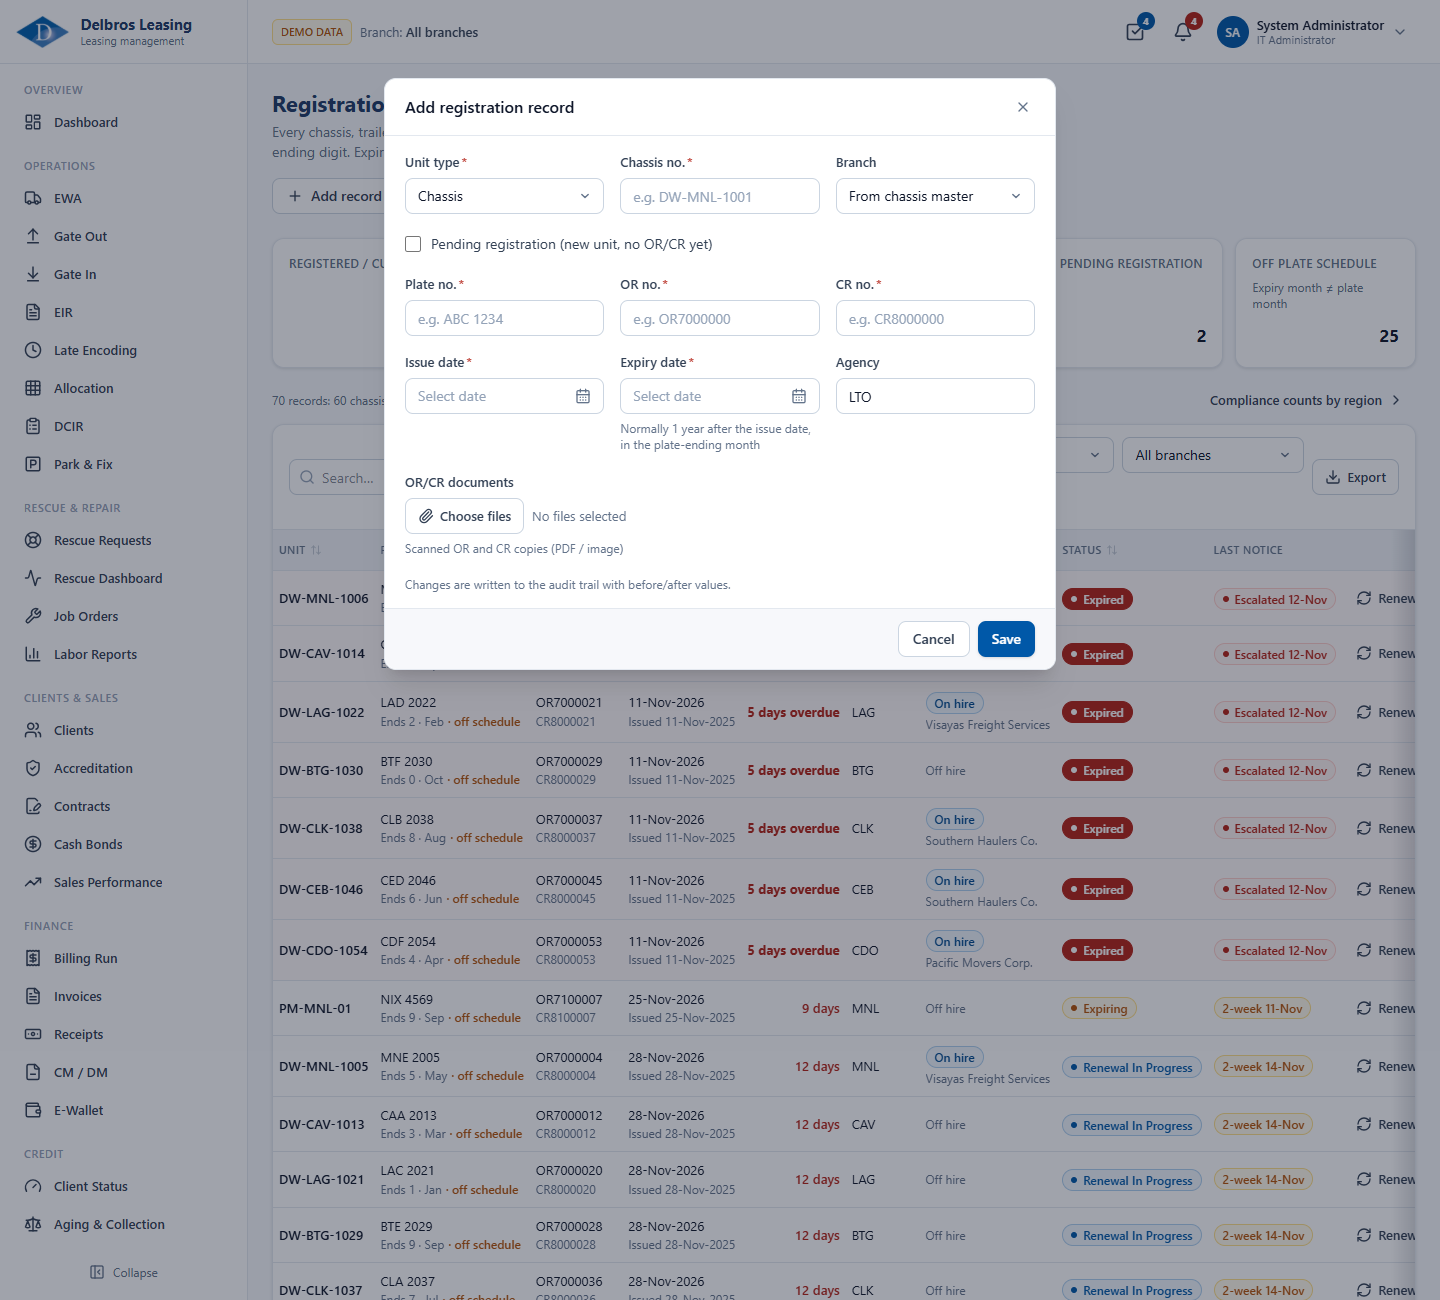 Delbros Leasing
Leasing management
DEMO DATA
Branch: All branches
4
4
SA
System Administrator
IT Administrator
OVERVIEW
Dashboard
OPERATIONS
EWA
Gate Out
Gate In
EIR
Late Encoding
Allocation
DCIR
Park & Fix
RESCUE & REPAIR
Rescue Requests
Rescue Dashboard
Job Orders
Labor Reports
CLIENTS & SALES
Clients
Accreditation
Contracts
Cash Bonds
Sales Performance
FINANCE
Billing Run
Invoices
Receipts
CM / DM
E-Wallet
CREDIT
Client Status
Aging & Collection
Collapse
Every chassis,
ending digit.
Add record
REGISTERED /
PENDING REGISTRATION
2
OFF PLATE SCHEDULE
Expiry month ≠ plate
month
25
70 records: 60
Compliance counts by region
Search...
All branches
Export
Add registration record
Unit type*
Chassis
Chassis no.*
e.g. DW-MNL-1001
Branch
From chassis master
Pending registration (new unit, no OR/CR yet)
Plate no.*
e.g. ABC 1234
OR no.*
e.g. OR7000000
CR no.*
e.g. CR8000000
Issue date*
Select date
Expiry date*
Select date
Normally 1 year after the issue date,
in the plate-ending month
Agency
LTO
OR/CR documents
Choose files No files selected
Scanned OR and CR copies (PDF / image)
Changes are written to the audit trail with before/after values.
Cancel
Save
UNIT
STATUS
LAST NOTICE
DW-MNL-1006 Expired Escalated 12-Nov
DW-CAV-1014 Expired Escalated 12-Nov
DW-LAG-1022 LAD 2022 OR7000021 11-Nov-2026 5 days overdue LAG On hire Expired Escalated 12-Nov
Ends 2 · Feb · off schedule CR8000021 Issued 11-Nov-2025 Visayas Freight Services
DW-BTG-1030 BTF 2030 OR7000029 11-Nov-2026 5 days overdue BTG Off hire Expired Escalated 12-Nov
Ends 0 · Oct · off schedule CR8000029 Issued 11-Nov-2025
DW-CLK-1038 CLB 2038 OR7000037 11-Nov-2026 5 days overdue CLK On hire Expired Escalated 12-Nov
Ends 8 · Aug · off schedule CR8000037 Issued 11-Nov-2025 Southern Haulers Co.
DW-CEB-1046 CED 2046 OR7000045 11-Nov-2026 5 days overdue CEB On hire Expired Escalated 12-Nov
Ends 6 · Jun · off schedule CR8000045 Issued 11-Nov-2025 Southern Haulers Co.
DW-CDO-1054 CDF 2054 OR7000053 11-Nov-2026 5 days overdue CDO On hire Expired Escalated 12-Nov
Ends 4 · Apr · off schedule CR8000053 Issued 11-Nov-2025 Pacific Movers Corp.
PM-MNL-01 NIX 4569 OR7100007 25-Nov-2026 9 days MNL Off hire Expiring 2-week 11-Nov
Ends 9 · Sep · off schedule CR8100007 Issued 25-Nov-2025
DW-MNL-1005 MNE 2005 OR7000004 28-Nov-2026 12 days MNL On hire Renewal In Progress 2-week 14-Nov
Ends 5 · May · off schedule CR8000004 Issued 28-Nov-2025 Visayas Freight Services
DW-CAV-1013 CAA 2013 OR7000012 28-Nov-2026 12 days CAV Off hire Renewal In Progress 2-week 14-Nov
Ends 3 · Mar · off schedule CR8000012 Issued 28-Nov-2025
DW-LAG-1021 LAC 2021 OR7000020 28-Nov-2026 12 days LAG Off hire Renewal In Progress 2-week 14-Nov
Ends 1 · Jan · off schedule CR8000020 Issued 28-Nov-2025
DW-BTG-1029 BTE 2029 OR7000028 28-Nov-2026 12 days BTG Off hire Renewal In Progress 2-week 14-Nov
Ends 9 · Sep · off schedule CR8000028 Issued 28-Nov-2025
DW-CLK-1037 CLA 2037 OR7000036 28-Nov-2026 12 days CLK Off hire Renewal In Progress 2-week 14-Nov